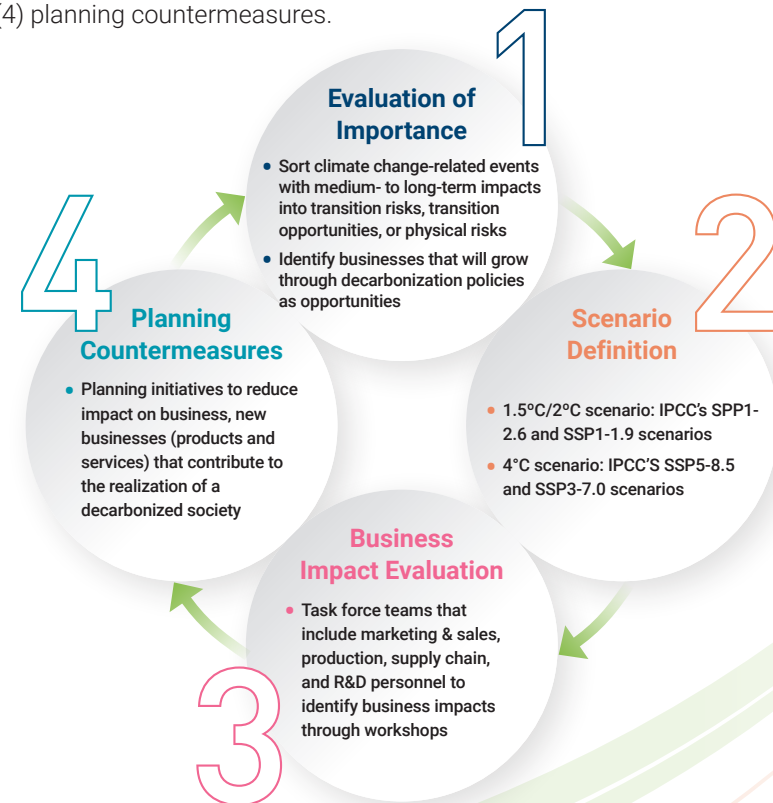 (4) planning countermeasures.
1
Evaluation of
Importance
• Sort climate change-related events
with medium- to long-term impacts
into transition risks, transition
opportunities, or physical risks
• Identify businesses that will grow
through decarbonization policies
as opportunities
2
Scenario
Definition
• 1.5ºC/2ºC scenario: IPCC’s SPP1-
2.6 and SSP1-1.9 scenarios
• 4°C scenario: IPCC’S SSP5-8.5
and SSP3-7.0 scenarios
3
Business
Impact Evaluation
• Task force teams that
include marketing & sales,
production, supply chain,
and R&D personnel to
identify business impacts
through workshops
4
Planning
Countermeasures
• Planning initiatives to reduce
impact on business, new
businesses (products and
services) that contribute to
the realization of a
decarbonized society